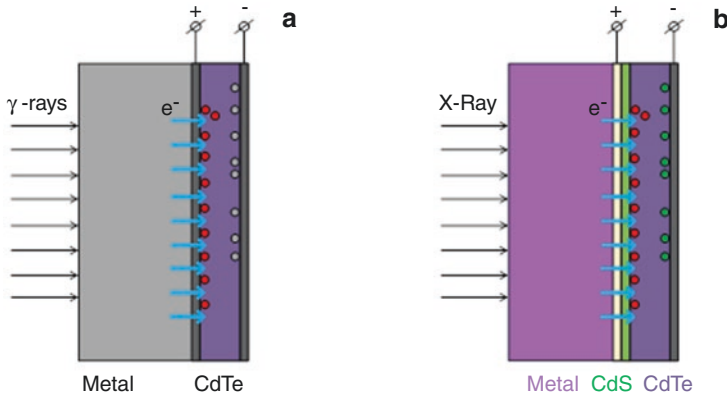 + - a
γ-rays
e-
Metal CdTe
+ - b
X-Ray
e-
Metal CdS CdTe